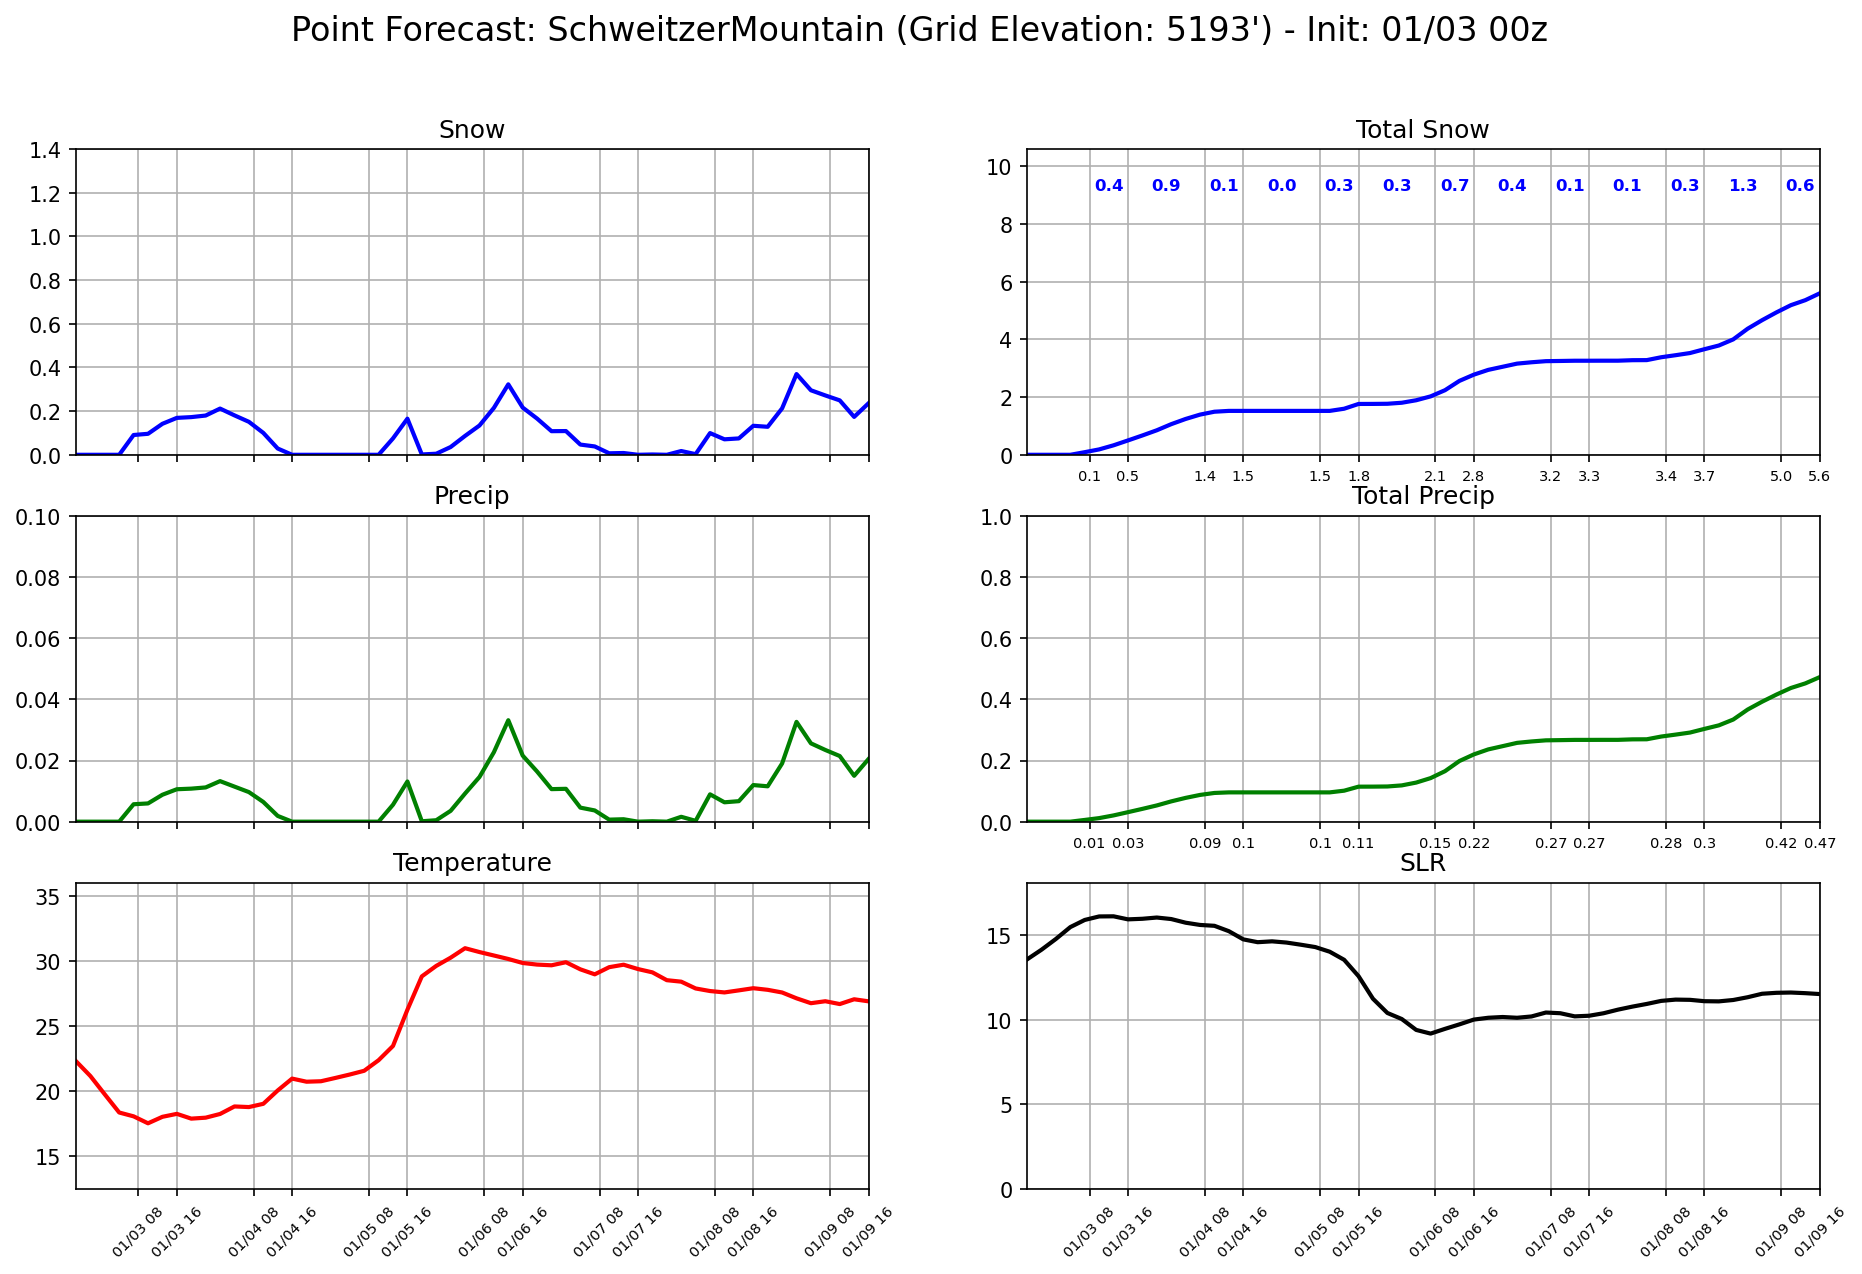 Point Forecast: SchweitzerMountain (Grid Elevation: 5193') - Init: 01/03 00z
Snow
1.4
1.2
1.0
0.8
0.6
0.4
0.2
0.0
Total Snow
10
8
6
4
2
0
0.4 0.9 0.1 0.0 0.3 0.3 0.7 0.4 0.1 0.1 0.3 1.3 0.6
0.1 0.5 1.4 1.5 1.5 1.8 2.1 2.8 3.2 3.3 3.4 3.7 5.0 5.6
Precip
0.10
0.08
0.06
0.04
0.02
0.00
Total Precip
1.0
0.8
0.6
0.4
0.2
0.0
0.01 0.03 0.09 0.1 0.1 0.11 0.15 0.22 0.27 0.27 0.28 0.3 0.42 0.47
Temperature
35
30
25
20
15
01/03 08 01/03 16 01/04 08 01/04 16 01/05 08 01/05 16 01/06 08 01/06 16 01/07 08 01/07 16 01/08 08 01/08 16 01/09 08 01/09 16
SLR
15
10
5
0
01/03 08 01/03 16 01/04 08 01/04 16 01/05 08 01/05 16 01/06 08 01/06 16 01/07 08 01/07 16 01/08 08 01/08 16 01/09 08 01/09 16